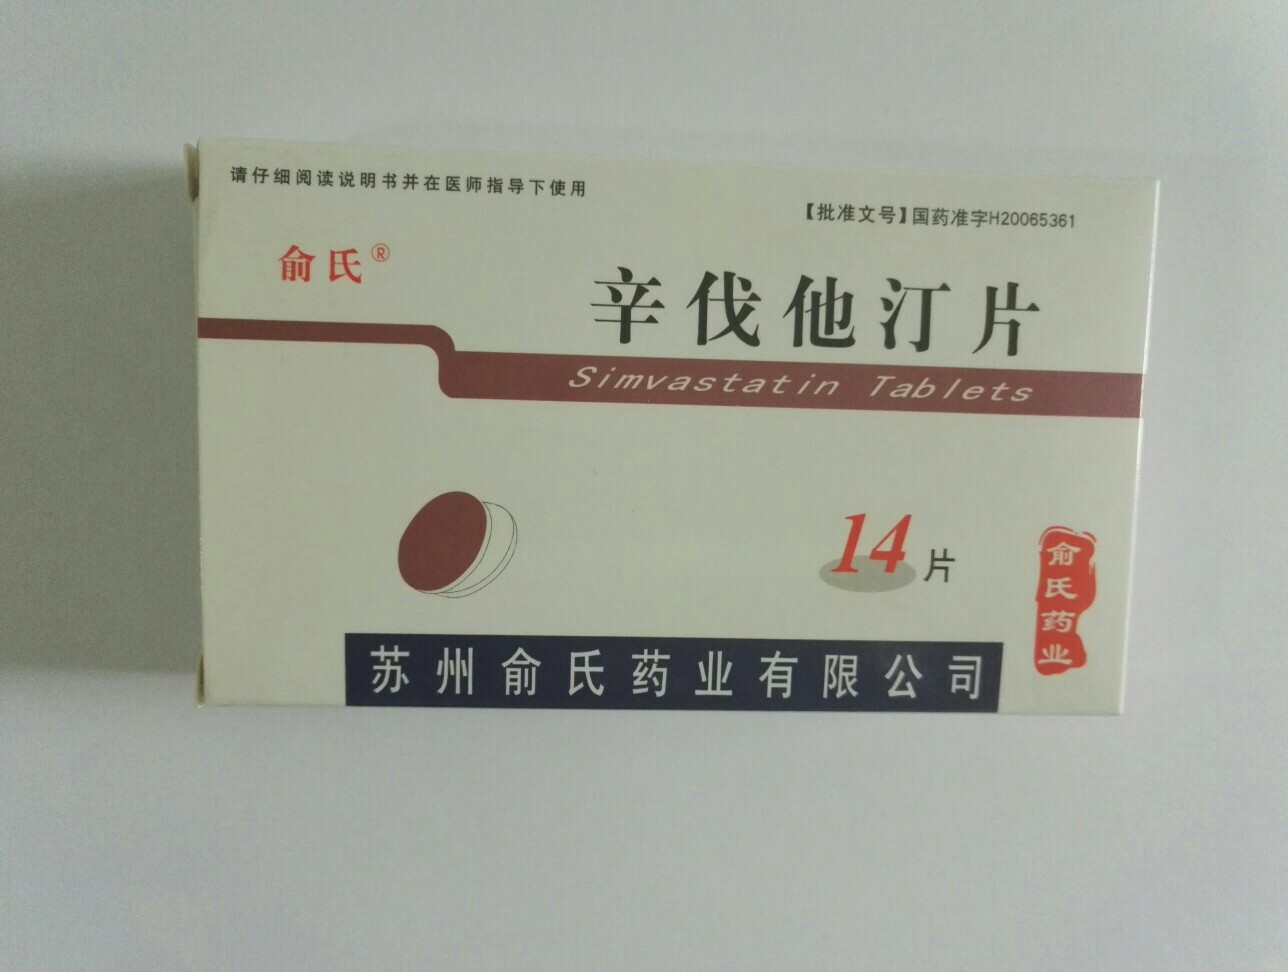 请仔细阅读说明书并在医师指导下使用
【批准文号】国药准字H20065361
俞氏®
辛伐他汀片
Simvastatin Tablets
14片
俞氏药业
苏州俞氏药业有限公司